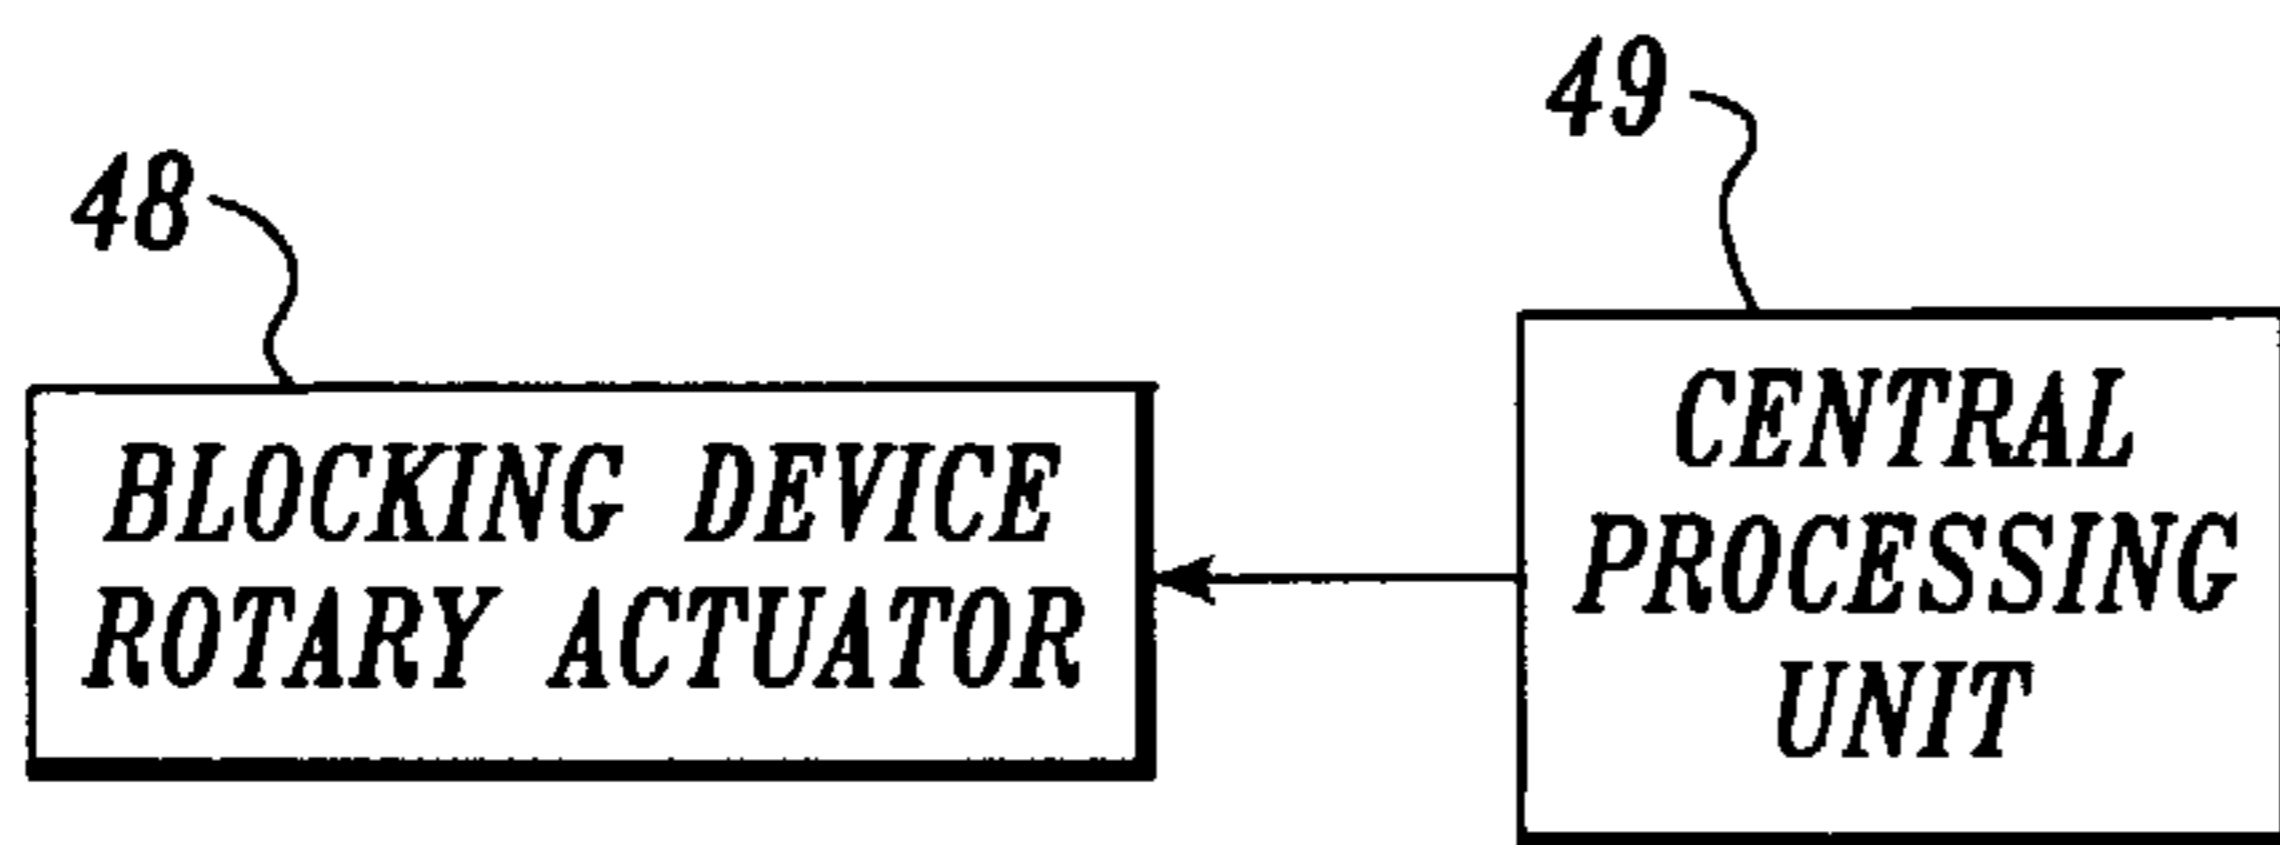 48
BLOCKING DEVICE
ROTARY ACTUATOR
49
CENTRAL
PROCESSING
UNIT